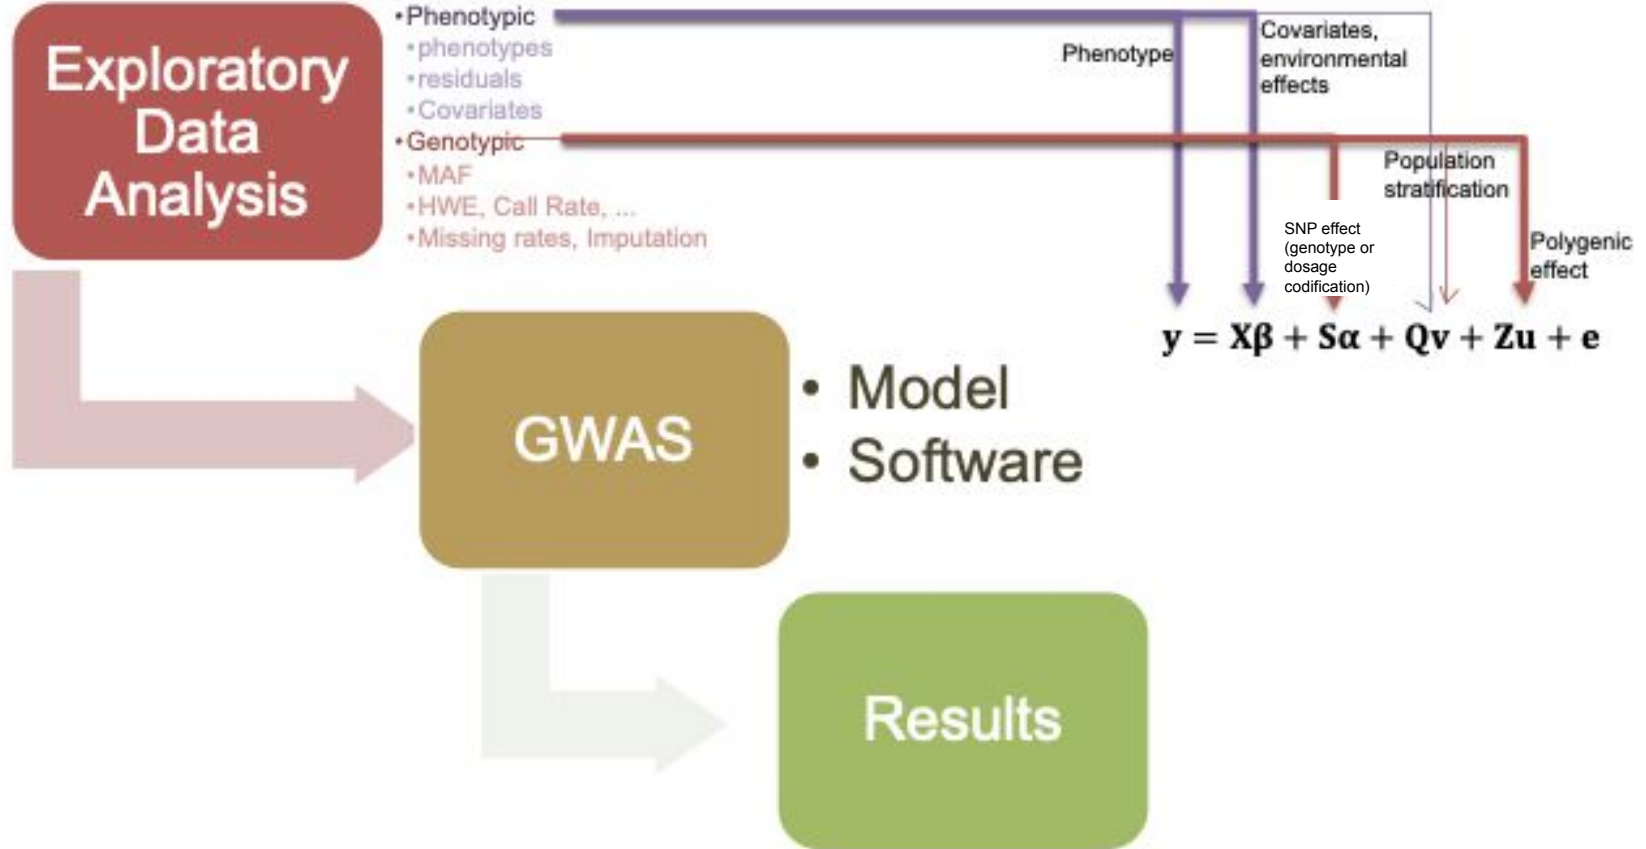 Exploratory
Data
Analysis
•Phenotypic
•phenotypes
•residuals
•Covariates
•Genotypic
•MAF
•HWE, Call Rate, ...
•Missing rates, Imputation
Phenotype
Covariates,
environmental
effects
Population
stratification
SNP effect
(genotype or
dosage
codification)
Polygenic
effect
y = Xβ + Sα + Qv + Zu + e
GWAS
• Model
• Software
Results